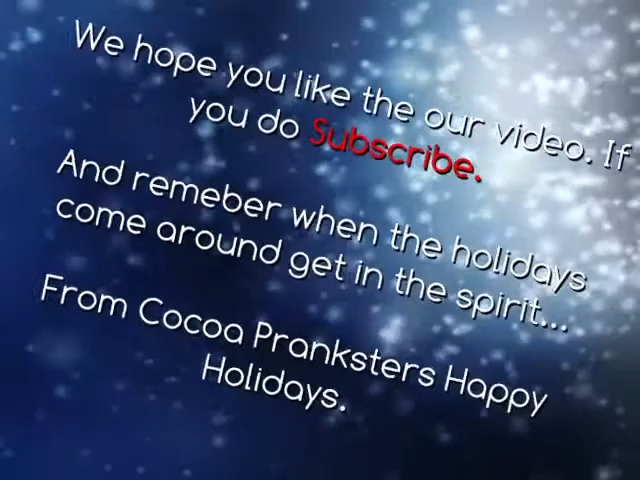 We hope you like the our video. If
you do Subscribe.
And remeber when the holidays
come around get in the spirit...
From Cocoa Pranksters Happy
Holidays.